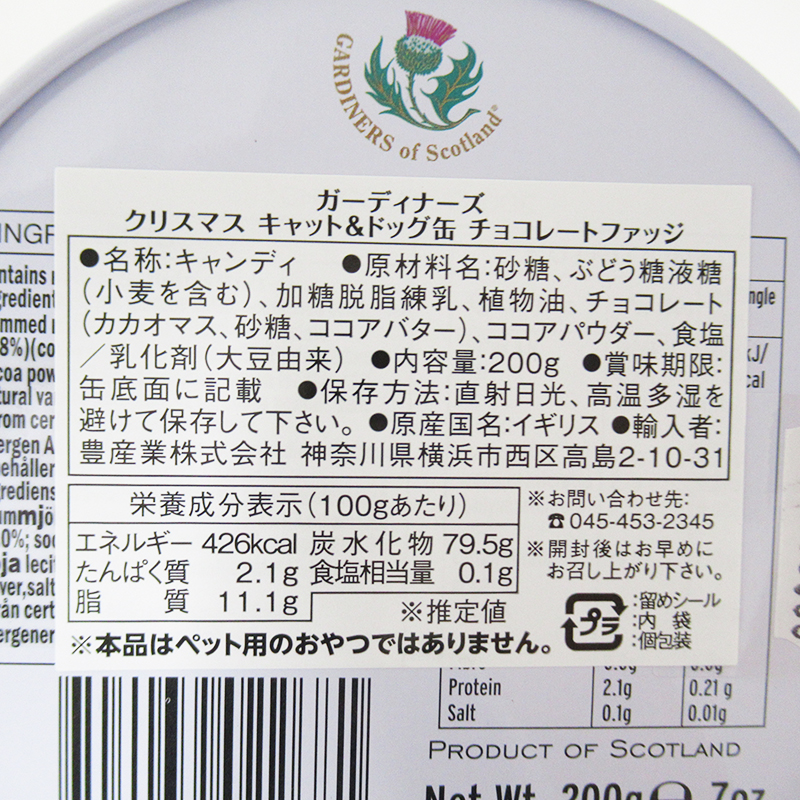 GARDINERS of Scotland®
ガーディナーズ
クリスマス キャット&ドッグ缶 チョコレートファッジ
●名称:キャンディ ●原材料名:砂糖、ぶどう糖液糖
(小麦を含む)、加糖脱脂練乳、植物油、チョコレート
(カカオマス、砂糖、ココアバター)、ココアパウダー、食塩
/乳化剤(大豆由来) ●内容量:200g ●賞味期限:
缶底面に記載 ●保存方法:直射日光、高温多湿を
避けて保存して下さい。●原産国名:イギリス ●輸入者:
豊産業株式会社 神奈川県横浜市西区高島2-10-31
栄養成分表示(100gあたり)
エネルギー 426kcal 炭水化物 79.5g
たんぱく質 2.1g 食塩相当量 0.1g
脂 質 11.1g
※推定値
※お問い合わせ先:
☎045-453-2345
※開封後はお早めに
お召し上がり下さい。
プラ
:留めシール
:内 袋
:個包装
※本品はペット用のおやつではありません。
Protein 2.1g 0.21 g
Salt 0.1g 0.01g
PRODUCT OF SCOTLAND
Net Wt. 200g℮ 7oz